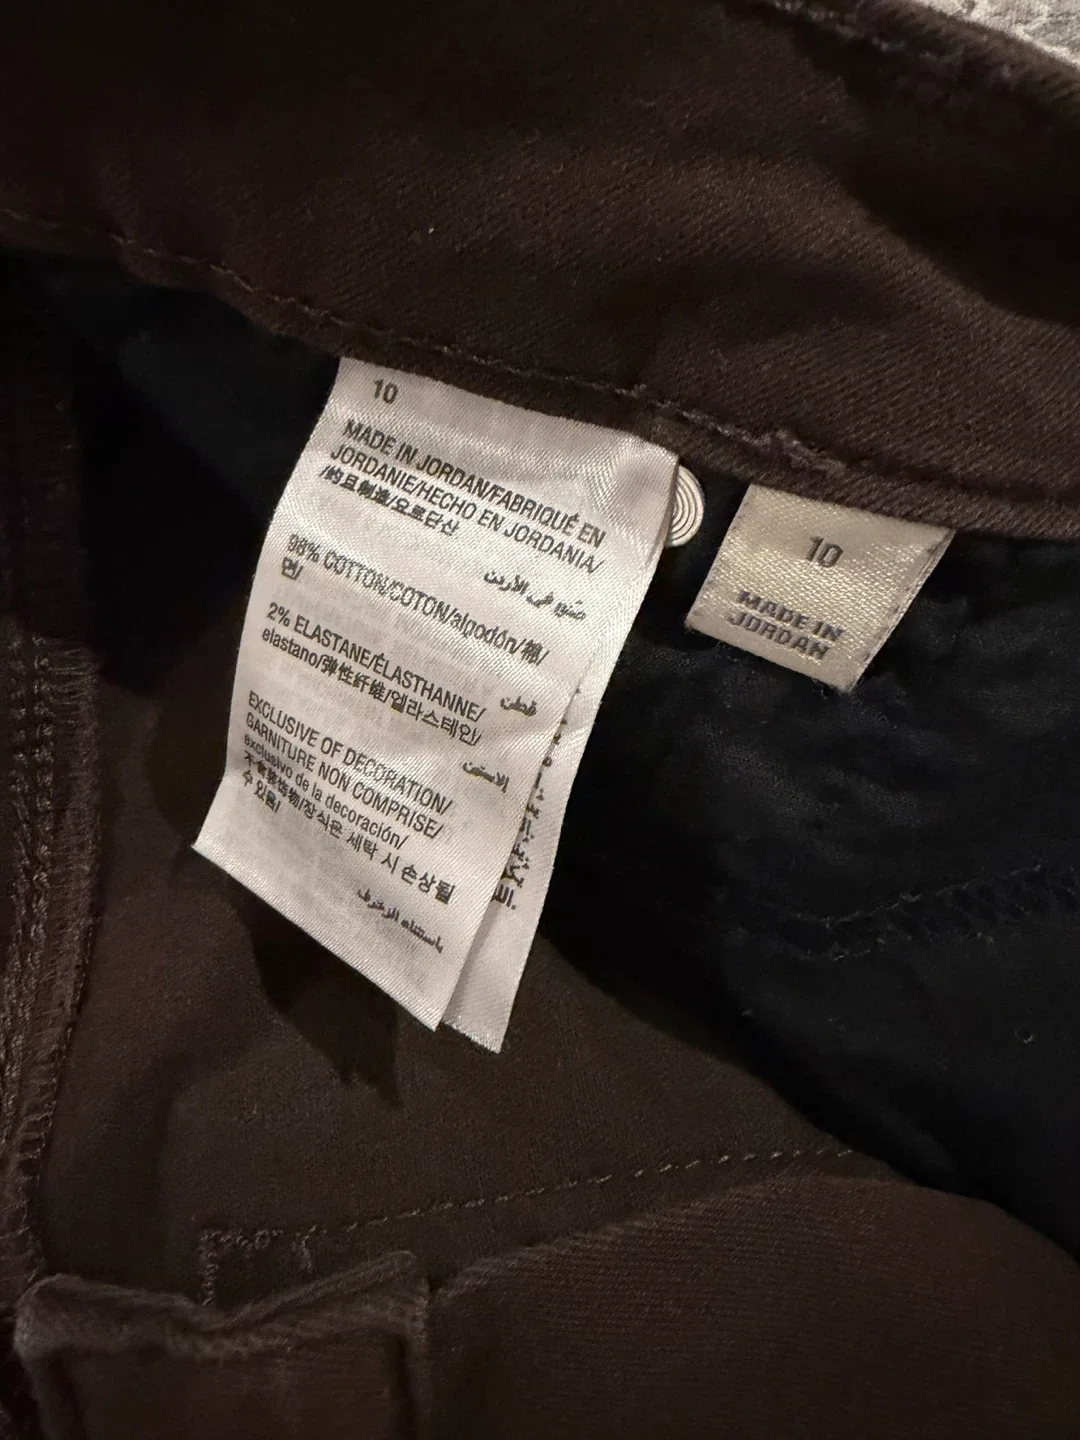 10
MADE IN JORDAN/FABRIQUÉ EN
JORDANIE/HECHO EN JORDANIA/
/约旦制造/요르단산
صنع في الأردن
98% COTTON/COTON/algodón/棉/
면/
قطن
2% ELASTANE/ÉLASTHANNE/
elastano/弹性纤维/엘라스테인/
الاستين
EXCLUSIVE OF DECORATION/
GARNITURE NON COMPRISE/
exclusivo de la decoración/
不含装饰物/장식은 세탁 시 손상될
수 있음/
باستثناء الزخرف
10
MADE IN
JORDAN